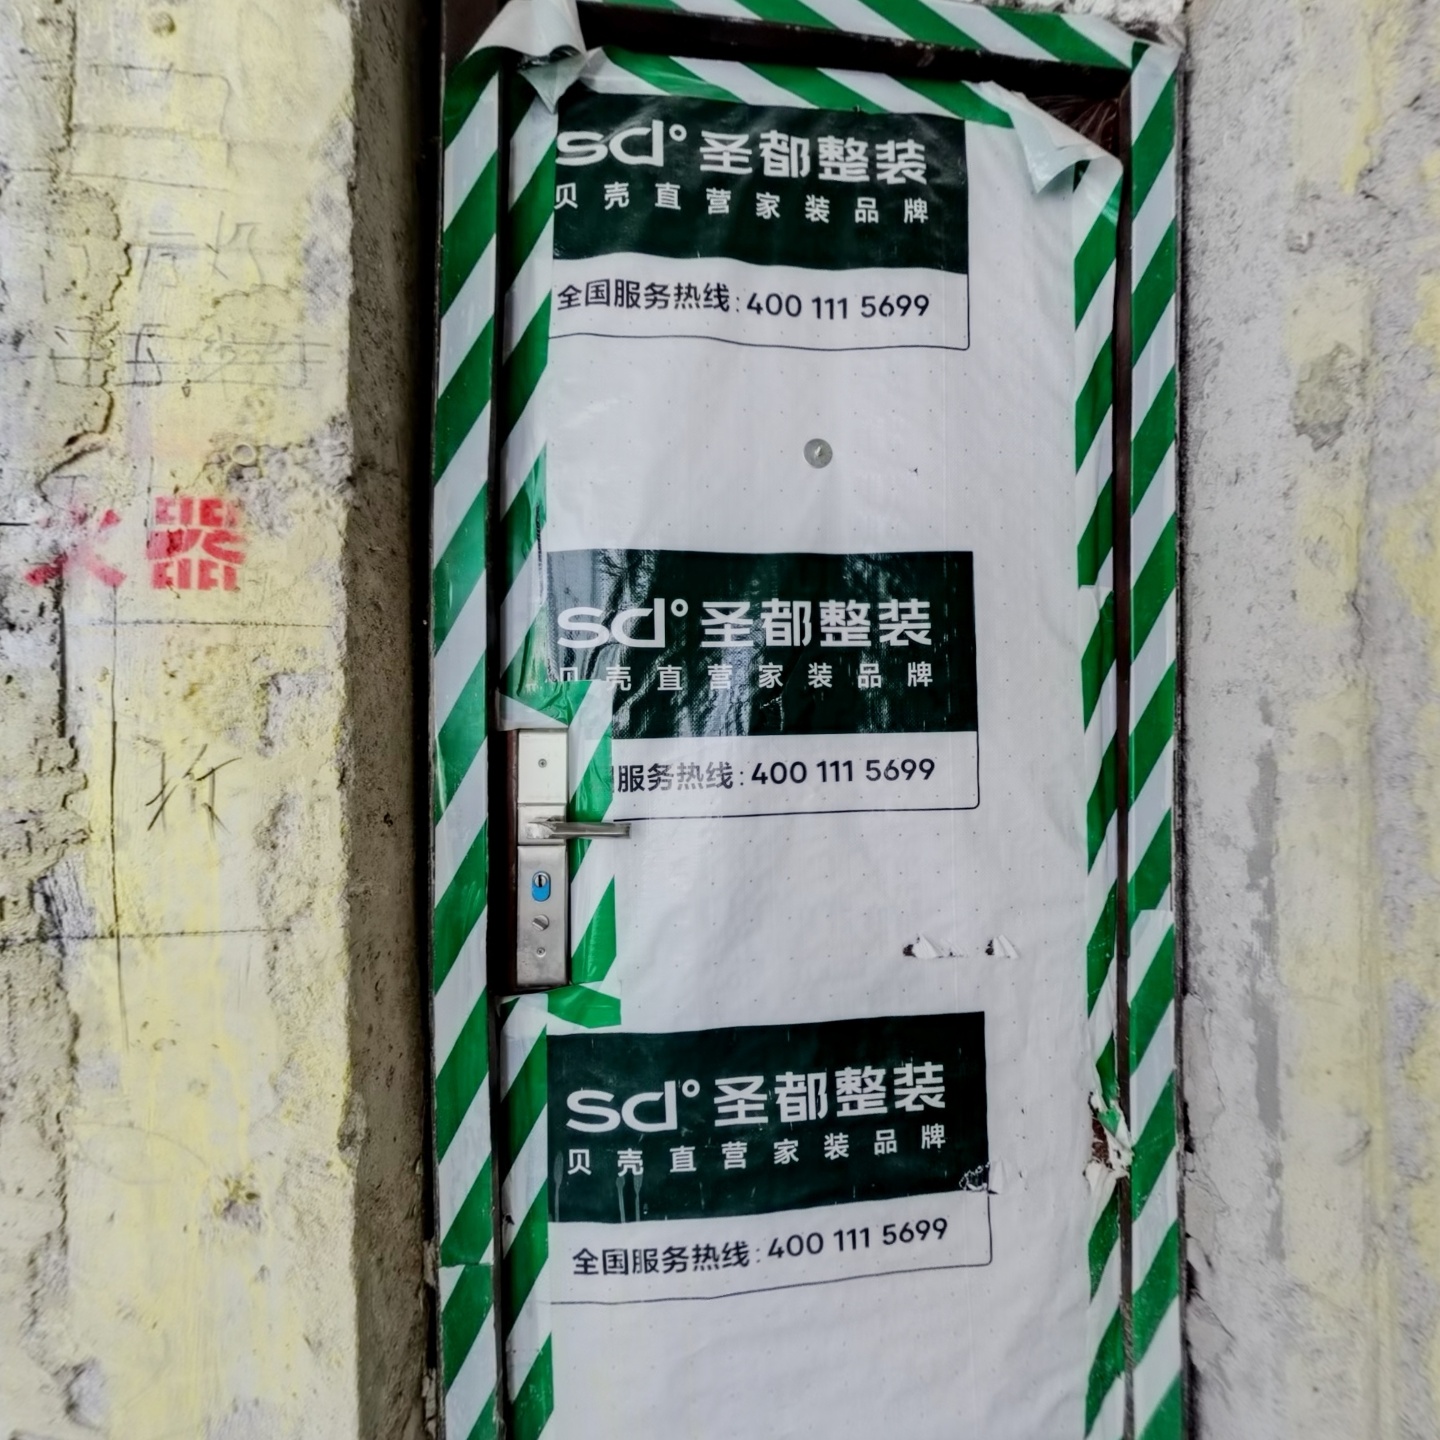 sd° 圣都整装
贝壳直营家装品牌
全国服务热线:400 111 5699
火器
sd° 圣都整装
贝壳直营家装品牌
服务热线:400 111 5699
拆
sd° 圣都整装
贝壳直营家装品牌
全国服务热线:400 111 5699